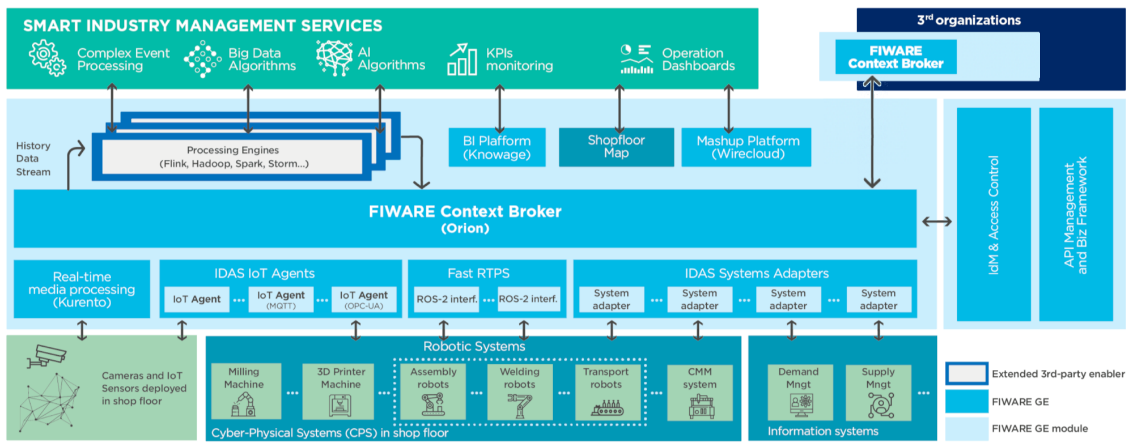 SMART INDUSTRY MANAGEMENT SERVICES
Complex Event
Processing
Big Data
Algorithms
AI
Algorithms
KPIs
monitoring
Operation
Dashboards
3rd organizations
FIWARE
Context Broker
History
Data
Stream
Processing Engines
(Flink, Hadoop, Spark, Storm...)
BI Platform
(Knowage)
Shopfloor
Map
Mashup Platform
(Wirecloud)
FIWARE Context Broker
(Orion)
IdM & Access Control
API Management
and Biz Framework
Real-time
media processing
(Kurento)
IDAS IoT Agents
IoT Agent
...
IoT Agent
(MQTT)
...
IoT Agent
(OPC-UA)
Fast RTPS
ROS-2 interf.
...
ROS-2 interf.
IDAS Systems Adapters
System
adapter
...
System
adapter
...
System
adapter
...
System
adapter
Cameras and IoT
Sensors deployed
in shop floor
Robotic Systems
Milling
Machine
...
3D Printer
Machine
...
Assembly
robots
...
Welding
robots
...
Transport
robots
...
CMM
system
Cyber-Physical Systems (CPS) in shop floor
Demand
Mngt
...
Supply
Mngt
...
Information systems
Extended 3rd-party enabler
FIWARE GE
FIWARE GE module